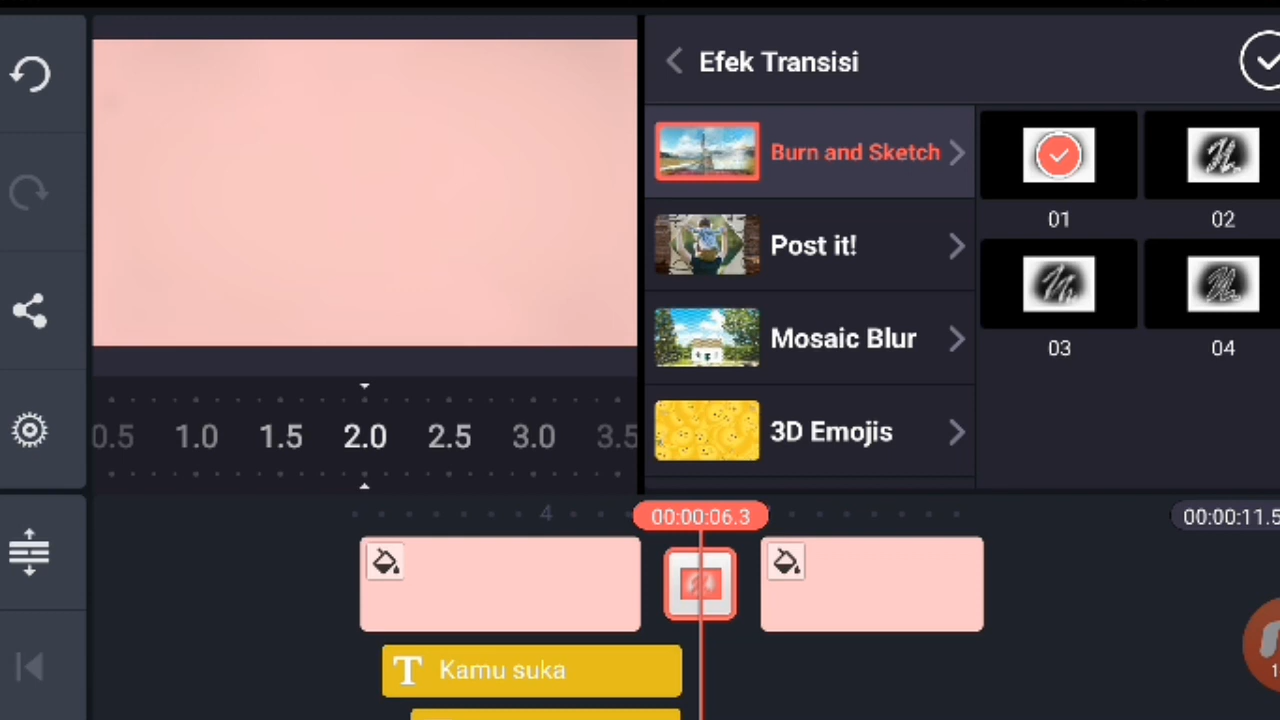 Efek Transisi
Burn and Sketch
01
02
Post it!
03
04
Mosaic Blur
3D Emojis
0.5 1.0 1.5 2.0 2.5 3.0 3.5
4
00:00:06.3
00:00:11.5
T Kamu suka